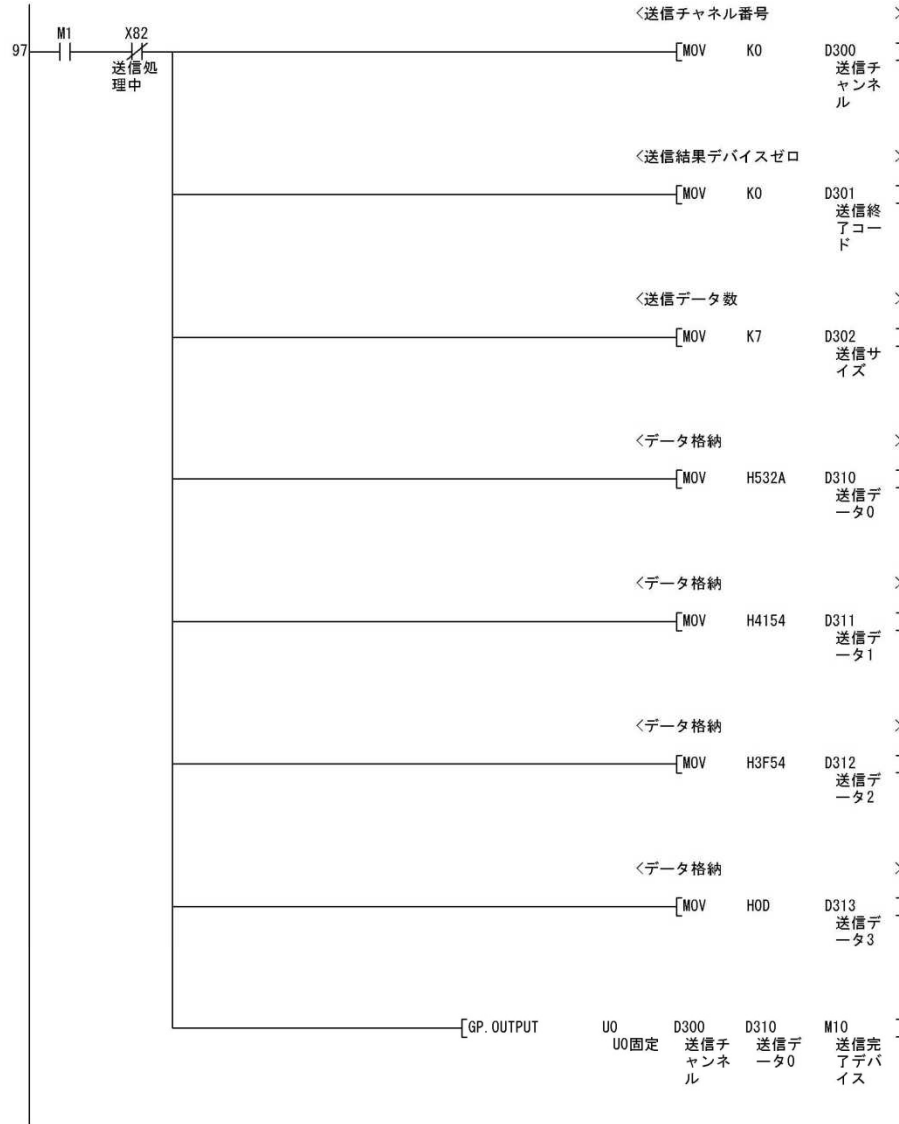 <送信チャネル番号 >
97 M1 X82 [MOV K0 D300 ]
送信処理中 送信チャンネル
<送信結果デバイスゼロ >
[MOV K0 D301 ]
送信終了コード
<送信データ数 >
[MOV K7 D302 ]
送信サイズ
<データ格納 >
[MOV H532A D310 ]
送信データ0
<データ格納 >
[MOV H4154 D311 ]
送信データ1
<データ格納 >
[MOV H3F54 D312 ]
送信データ2
<データ格納 >
[MOV H0D D313 ]
送信データ3
[GP.OUTPUT U0 D300 D310 M10 ]
U0固定 送信チャンネル 送信データ0 送信完了デバイス